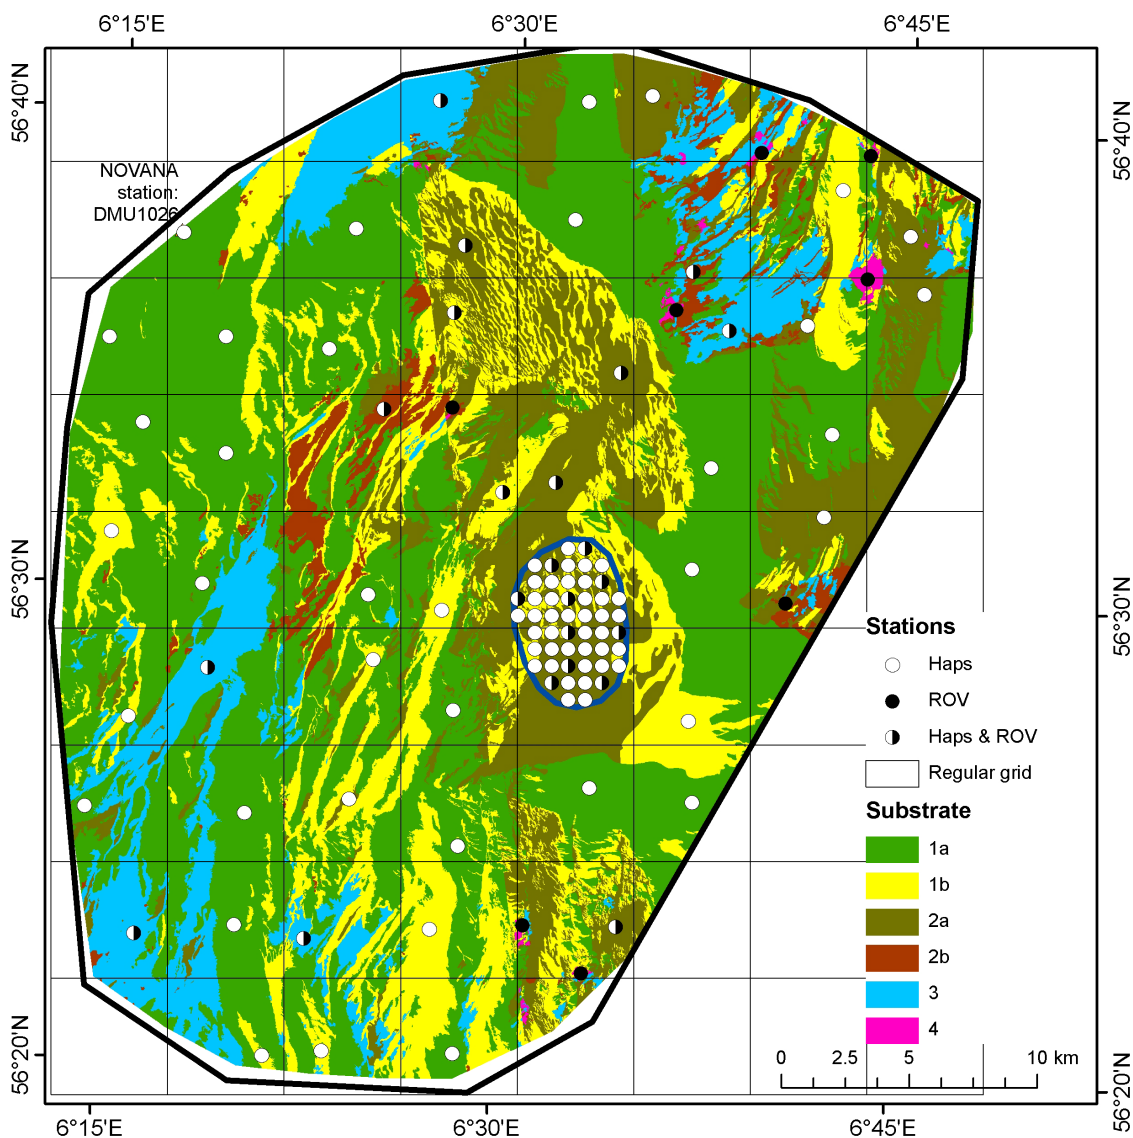 6°15'E
6°30'E
6°45'E
56°40'N
56°40'N
NOVANA
station:
DMU1026
56°30'N
56°30'N
Stations
Haps
ROV
Haps & ROV
Regular grid
Substrate
1a
1b
2a
2b
3
4
0 2.5 5 10 km
56°20'N
56°20'N
6°15'E
6°30'E
6°45'E